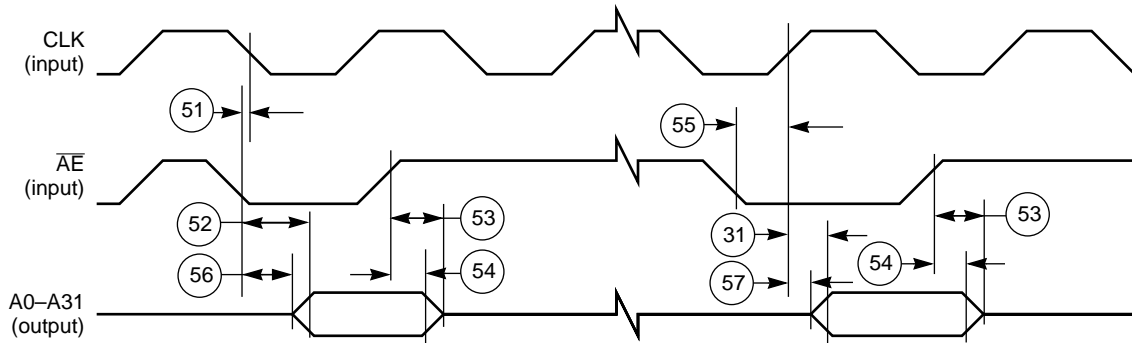 CLK
(input)
51
55
AE
(input)
52
53
31
53
56
54
57
54
A0–A31
(output)